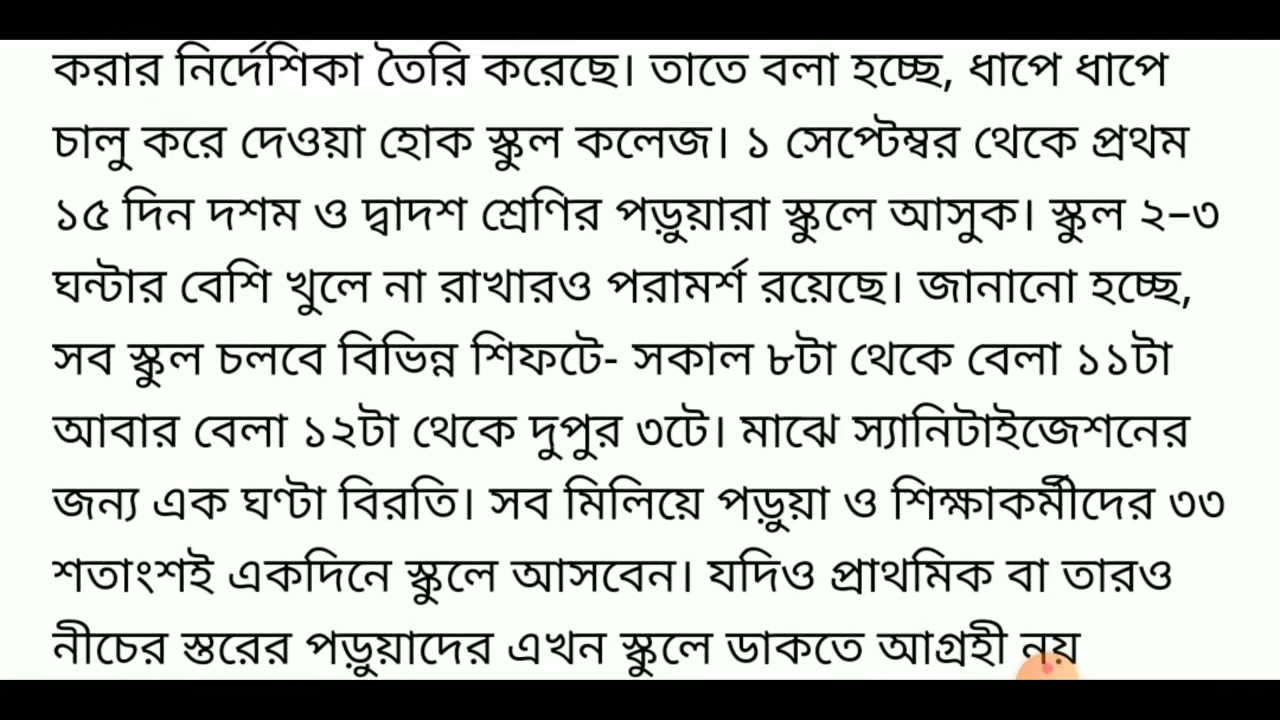 করার নির্দেশিকা তৈরি করেছে। তাতে বলা হচ্ছে, ধাপে ধাপে
চালু করে দেওয়া হোক স্কুল কলেজ। ১ সেপ্টেম্বর থেকে প্রথম
১৫ দিন দশম ও দ্বাদশ শ্রেণির পড়ুয়ারা স্কুলে আসুক। স্কুল ২–৩
ঘন্টার বেশি খুলে না রাখারও পরামর্শ রয়েছে। জানানো হচ্ছে,
সব স্কুল চলবে বিভিন্ন শিফটে- সকাল ৮টা থেকে বেলা ১১টা
আবার বেলা ১২টা থেকে দুপুর ৩টে। মাঝে স্যানিটাইজেশনের
জন্য এক ঘণ্টা বিরতি। সব মিলিয়ে পড়ুয়া ও শিক্ষাকর্মীদের ৩৩
শতাংশই একদিনে স্কুলে আসবেন। যদিও প্রাথমিক বা তারও
নীচের স্তরের পড়ুয়াদের এখন স্কুলে ডাকতে আগ্রহী নয়